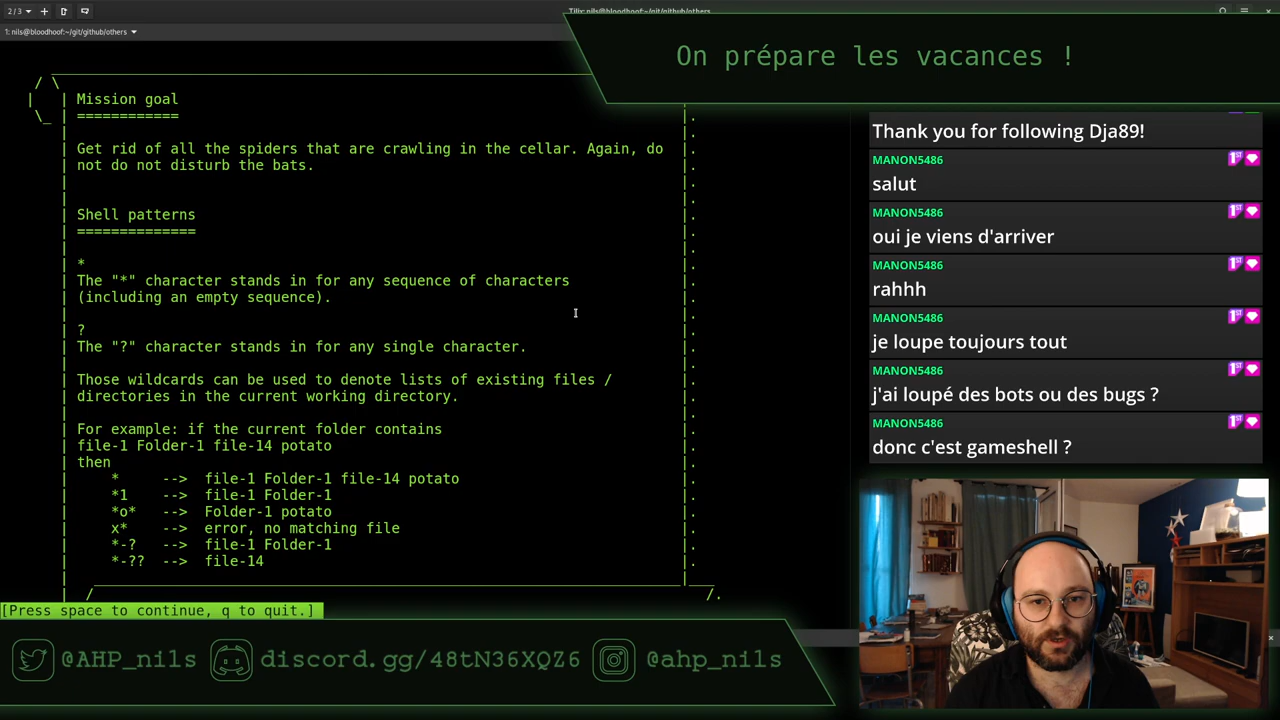 2 / 3
Tilix: nils@bloodhoof:~/git/github/others
1: nils@bloodhoof:~/git/github/others
On prépare les vacances !
Mission goal
============
Get rid of all the spiders that are crawling in the cellar. Again, do
not do not disturb the bats.
Shell patterns
==============
*
The "*" character stands in for any sequence of characters
(including an empty sequence).
?
The "?" character stands in for any single character.
Those wildcards can be used to denote lists of existing files /
directories in the current working directory.
For example: if the current folder contains
file-1 Folder-1 file-14 potato
then
* --> file-1 Folder-1 file-14 potato
*1 --> file-1 Folder-1
*o* --> Folder-1 potato
x* --> error, no matching file
*-? --> file-1 Folder-1
*-?? --> file-14
[Press space to continue, q to quit.]
Thank you for following Dja89!
MANON5486
salut
MANON5486
oui je viens d'arriver
MANON5486
rahhh
MANON5486
je loupe toujours tout
MANON5486
j'ai loupé des bots ou des bugs ?
MANON5486
donc c'est gameshell ?
@AHP_nils
discord.gg/48tN36XQZ6
@ahp_nils